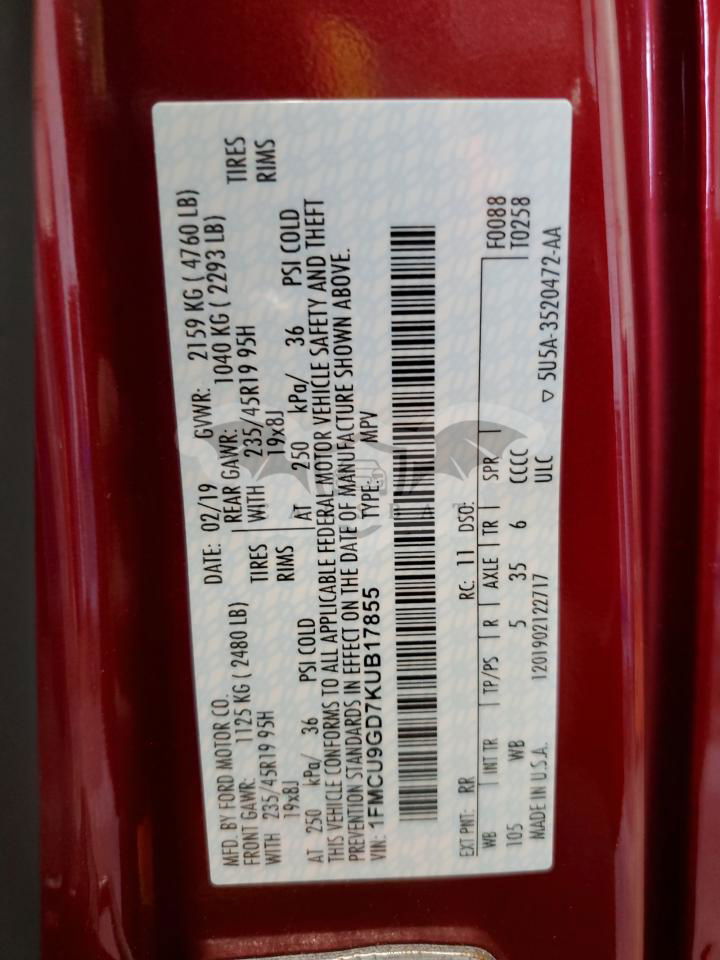 MFD. BY FORD MOTOR CO.
DATE: 02/19
GVWR: 2159 KG ( 4760 LB)
FRONT GAWR: 1125 KG ( 2480 LB)
REAR GAWR: 1040 KG ( 2293 LB)
WITH 235/45R19 95H TIRES
WITH 235/45R19 95H TIRES
19x8J RIMS
19x8J RIMS
AT 250 kPa/ 36 PSI COLD
AT 250 kPa/ 36 PSI COLD
THIS VEHICLE CONFORMS TO ALL APPLICABLE FEDERAL MOTOR VEHICLE SAFETY AND THEFT
PREVENTION STANDARDS IN EFFECT ON THE DATE OF MANUFACTURE SHOWN ABOVE.
VIN: 1FMCU9GD7KUB17855 TYPE: MPV
EXT PNT: RR RC: 11 DSO: F0088
WB INT TR TP/PS R AXLE TR SPR T0258
105 WB 5 35 6 CCCC
MADE IN U.S.A. 1201902122717 ULC ▽ 5U5A-3520472-AA